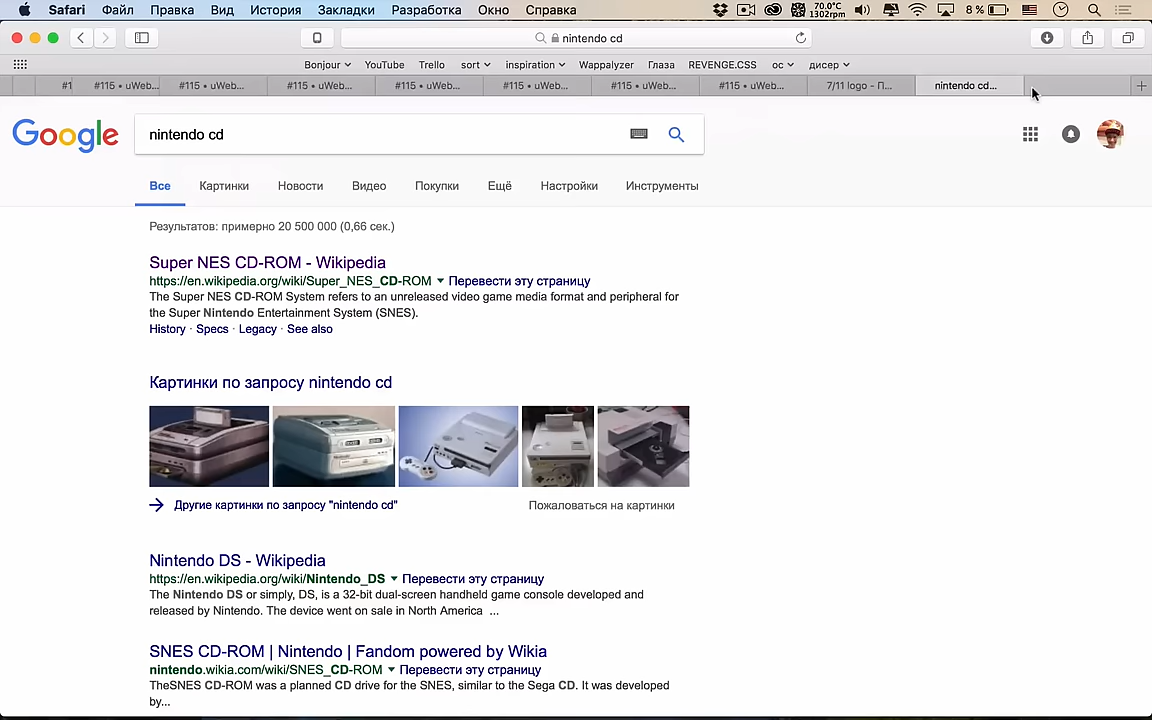 Safari Файл Правка Вид История Закладки Разработка Окно Справка 70.0°C 1302rpm 8 %
nintendo cd
Bonjour YouTube Trello sort inspiration Wappalyzer Глаза REVENGE.CSS ос дисер
#1 #115 • uWeb... #115 • uWeb... #115 • uWeb... #115 • uWeb... #115 • uWeb... #115 • uWeb... #115 • uWeb... 7/11 logo - П... nintendo cd...
Google nintendo cd
Все Картинки Новости Видео Покупки Ещё Настройки Инструменты
Результатов: примерно 20 500 000 (0,66 сек.)
Super NES CD-ROM - Wikipedia
https://en.wikipedia.org/wiki/Super_NES_CD-ROM Перевести эту страницу
The Super NES CD-ROM System refers to an unreleased video game media format and peripheral for
the Super Nintendo Entertainment System (SNES).
History · Specs · Legacy · See also
Картинки по запросу nintendo cd
Другие картинки по запросу "nintendo cd" Пожаловаться на картинки
Nintendo DS - Wikipedia
https://en.wikipedia.org/wiki/Nintendo_DS Перевести эту страницу
The Nintendo DS or simply, DS, is a 32-bit dual-screen handheld game console developed and
released by Nintendo. The device went on sale in North America ...
SNES CD-ROM | Nintendo | Fandom powered by Wikia
nintendo.wikia.com/wiki/SNES_CD-ROM Перевести эту страницу
TheSNES CD-ROM was a planned CD drive for the SNES, similar to the Sega CD. It was developed
by...